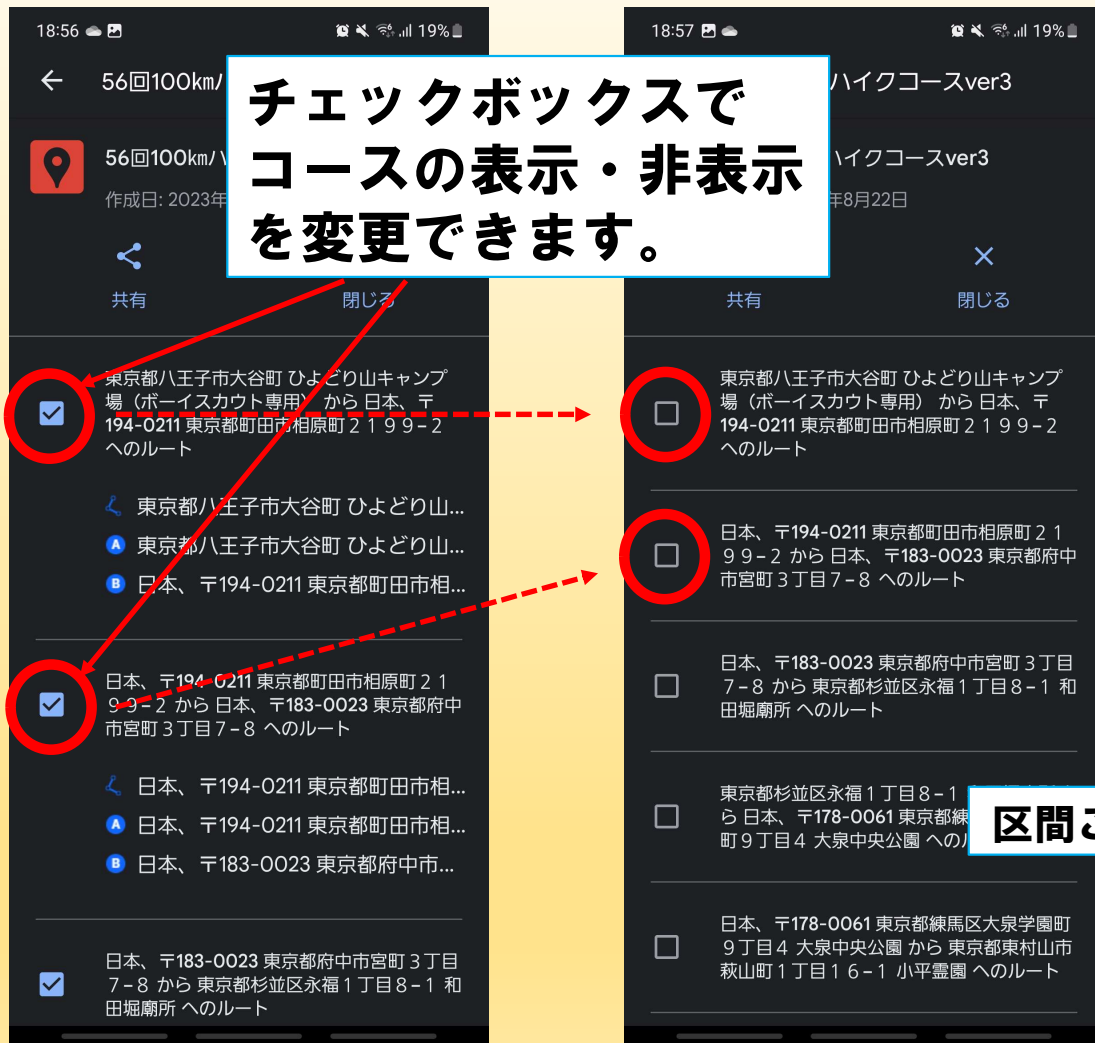 18:56
19%
56回100km
チェックボックスで
コースの表示・非表示
を変更できます。
56回100km
作成日: 2023年
共有
閉じる
東京都八王子市大谷町 ひよどり山キャンプ
場（ボーイスカウト専用） から 日本、〒
194-0211 東京都町田市相原町２１９９−２
へのルート
東京都八王子市大谷町 ひよどり山...
A 東京都八王子市大谷町 ひよどり山...
B 日本、〒194-0211 東京都町田市相...
日本、〒194-0211 東京都町田市相原町２１
９９−２ から 日本、〒183-0023 東京都府中
市宮町３丁目７−８ へのルート
日本、〒194-0211 東京都町田市相...
A 日本、〒194-0211 東京都町田市相...
B 日本、〒183-0023 東京都府中市...
日本、〒183-0023 東京都府中市宮町３丁目
７−８ から 東京都杉並区永福１丁目８−１ 和
田堀廟所 へのルート
18:57
19%
ハイクコースver3
ハイクコースver3
年8月22日
共有
閉じる
東京都八王子市大谷町 ひよどり山キャンプ
場（ボーイスカウト専用） から 日本、〒
194-0211 東京都町田市相原町２１９９−２
へのルート
日本、〒194-0211 東京都町田市相原町２１
９９−２ から 日本、〒183-0023 東京都府中
市宮町３丁目７−８ へのルート
日本、〒183-0023 東京都府中市宮町３丁目
７−８ から 東京都杉並区永福１丁目８−１ 和
田堀廟所 へのルート
東京都杉並区永福１丁目８−１
ら 日本、〒178-0061 東京都練
町９丁目４ 大泉中央公園 への
区間
日本、〒178-0061 東京都練馬区大泉学園町
９丁目４ 大泉中央公園 から 東京都東村山市
萩山町１丁目１６−１ 小平霊園 へのルート